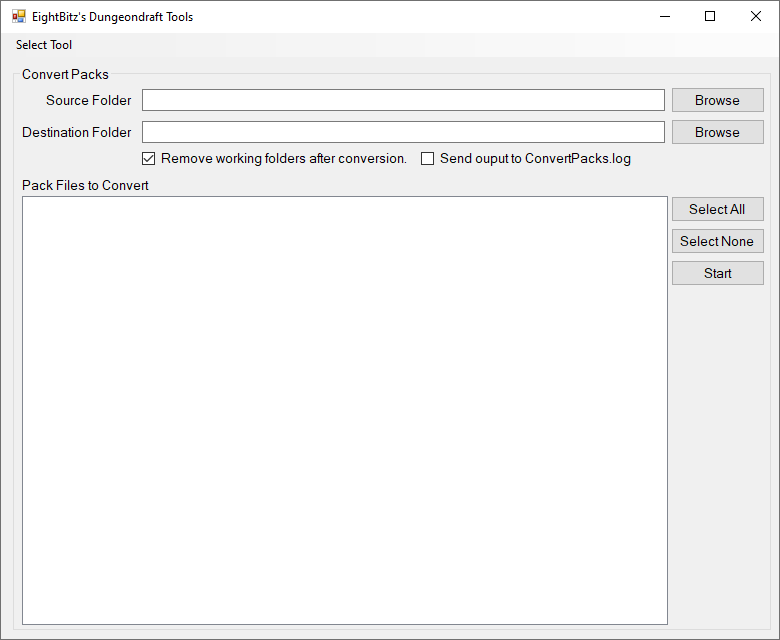 EightBitz's Dungeondraft Tools
Select Tool
Convert Packs
Source Folder
Browse
Destination Folder
Browse
Remove working folders after conversion.
Send ouput to ConvertPacks.log
Pack Files to Convert
Select All
Select None
Start